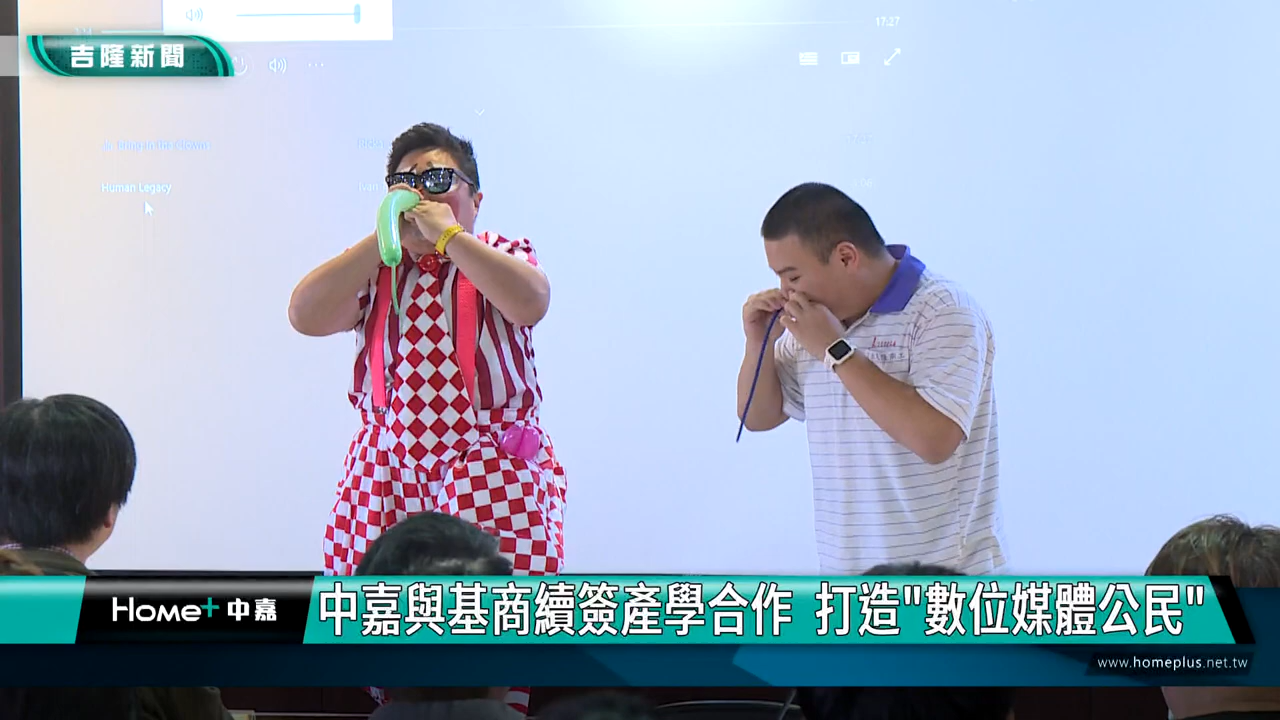 17:27
吉隆新聞
Human Legacy
Ivan
Home+ 中嘉
中嘉與基商續簽產學合作 打造"數位媒體公民"
www.homeplus.net.tw